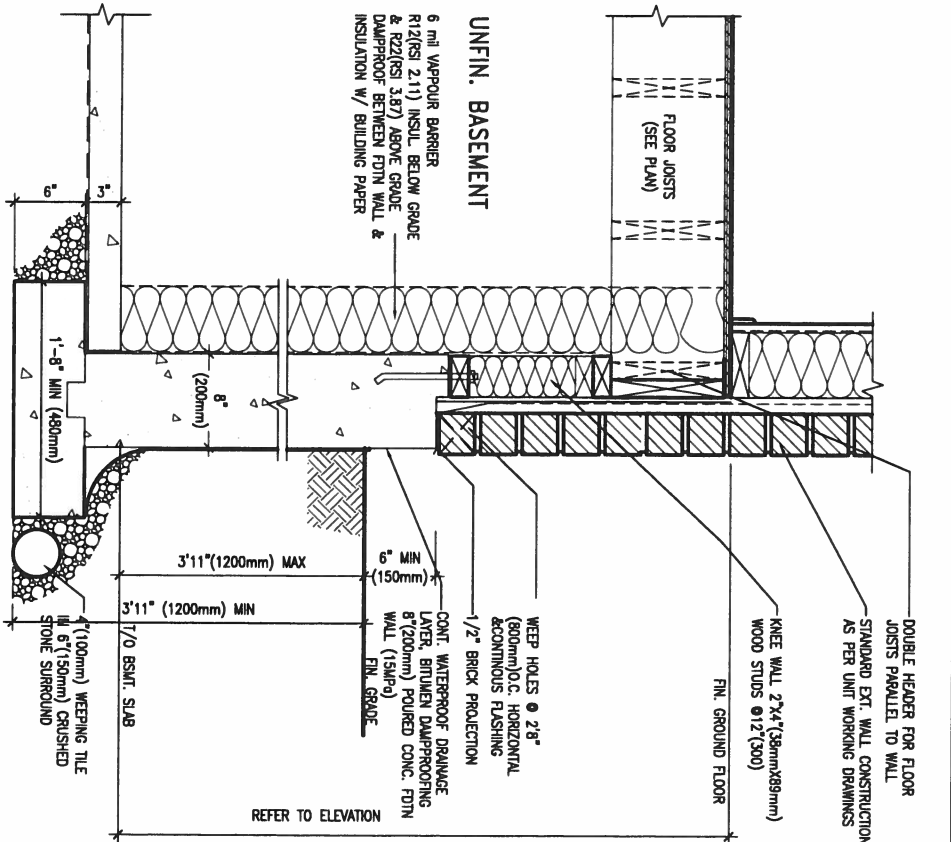 UNFIN. BASEMENT
6 mil VAPPOUR BARRIER
R12(RSI 2.11) INSUL BELOW GRADE
& R22(RSI 3.87) ABOVE GRADE
DAMPPROOF BETWEEN FDTN WALL &
INSULATION W/ BUILDING PAPER
FLOOR JOISTS
(SEE PLAN)
6"
3"
1'-8" MIN (480mm)
8"
(200mm)
3'11"(1200mm) MAX
6" MIN
(150mm)
3'11" (1200mm) MIN
DOUBLE HEADER FOR FLOOR
JOISTS PARALLEL TO WALL
STANDARD EXT. WALL CONSTRUCTION
AS PER UNIT WORKING DRAWINGS
KNEE WALL 2"X4"(38mmX89mm)
WOOD STUDS @12"(300)
FIN. GROUND FLOOR
WEEP HOLES @ 2'8"
(800mm)O.C. HORIZONTAL
&CONTINOUS FLASHING
1/2" BRICK PROJECTION
CONT. WATERPROOF DRAINAGE
LAYER, BITUMEN DAMPPROOFING
8"(200mm) POURED CONC. FDTN
WALL (15MPa)
FIN. GRADE
REFER TO ELEVATION
T/O BSMT. SLAB
4"(100mm) WEEPING TILE
IN 6"(150mm) CRUSHED
STONE SURROUND